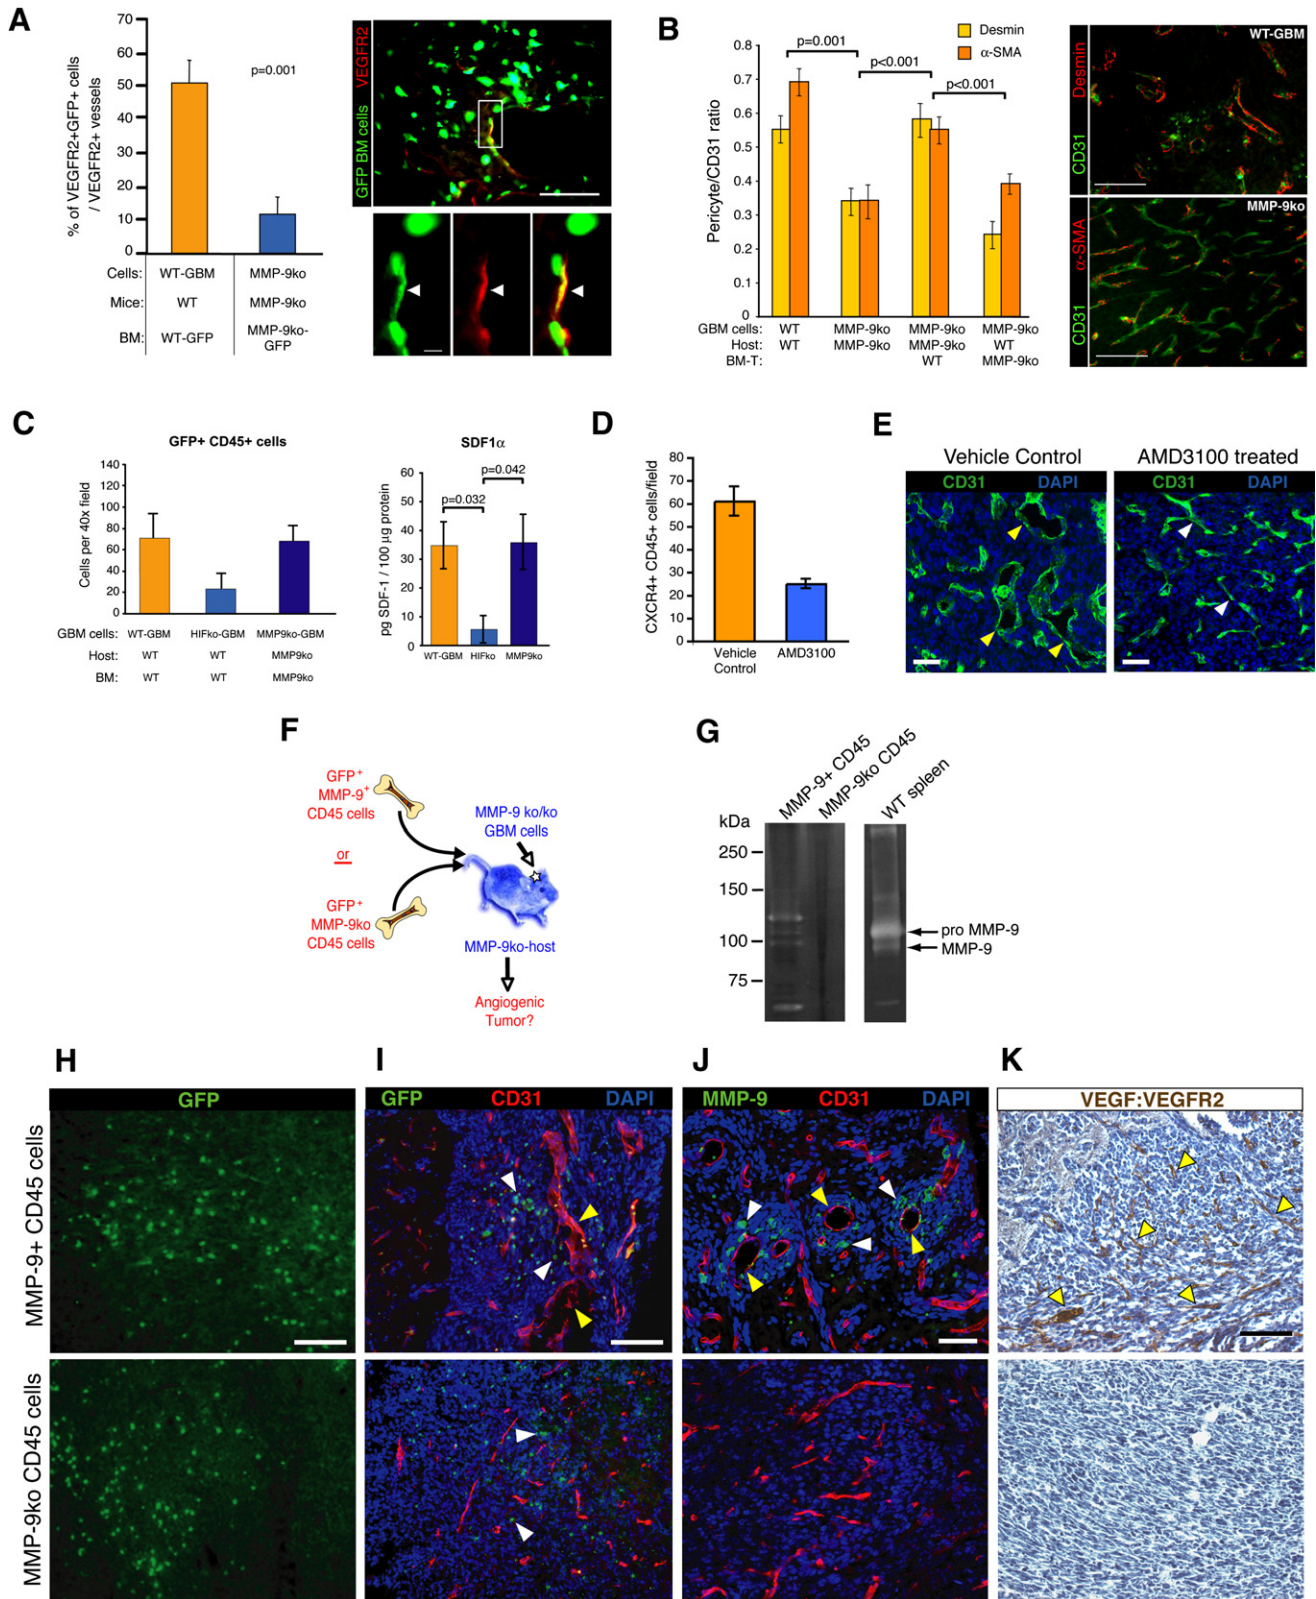 A
70
60
50
40
30
20
10
0
% of VEGFR2+GFP+ cells
/ VEGFR2+ vessels
p=0.001
Cells: WT-GBM MMP-9ko
Mice: WT MMP-9ko
BM: WT-GFP MMP-9ko-
GFP
GFP BM cells VEGFR2
B
Desmin
α-SMA
0.8
0.7
0.6
0.5
0.4
0.3
0.2
0.1
0
Pericyte/CD31 ratio
p=0.001
p<0.001
p<0.001
GBM cells: WT MMP-9ko MMP-9ko MMP-9ko
Host: WT MMP-9ko MMP-9ko WT
BM-T: WT MMP-9ko
WT-GBM
CD31 Desmin
MMP-9ko
CD31 α-SMA
C
GFP+ CD45+ cells
140
120
100
80
60
40
20
0
Cells per 40x field
GBM cells: WT-GBM HIFko-GBM MMP9ko-GBM
Host: WT WT MMP9ko
BM: WT WT MMP9ko
SDF1α
60
50
40
30
20
10
0
pg SDF-1 / 100 µg protein
p=0.042
p=0.032
WT-GBM HIFko MMP9ko
D
80
70
60
50
40
30
20
10
0
CXCR4+ CD45+ cells/field
Vehicle
Control
AMD3100
E
Vehicle Control AMD3100 treated
CD31 DAPI CD31 DAPI
F
GFP+
MMP-9+
CD45 cells
or
GFP+
MMP-9ko
CD45 cells
MMP-9 ko/ko
GBM cells
MMP-9ko-host
Angiogenic
Tumor?
G
MMP-9+ CD45
MMP-9ko CD45
WT spleen
kDa
250
150
100
75
pro MMP-9
MMP-9
H I J K
GFP
GFP CD31 DAPI
MMP-9 CD31 DAPI
VEGF:VEGFR2
MMP-9+ CD45 cells
MMP-9ko CD45 cells